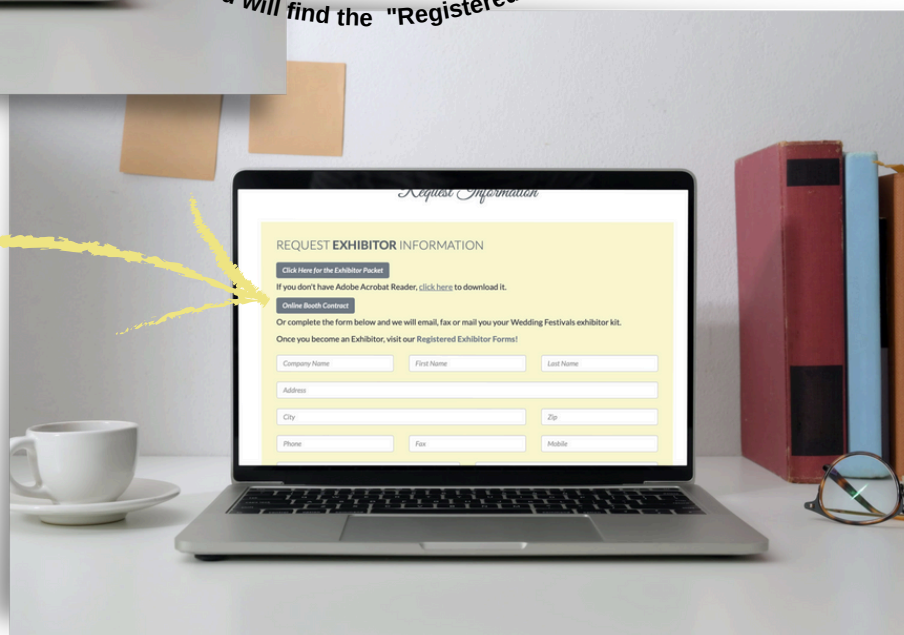 will find the "Registered
Request Information
REQUEST EXHIBITOR INFORMATION
Click Here for the Exhibitor Packet
If you don't have Adobe Acrobat Reader, click here to download it.
Online Booth Contract
Or complete the form below and we will email, fax or mail you your Wedding Festivals exhibitor kit.
Once you become an Exhibitor, visit our Registered Exhibitor Forms!
Company Name First Name Last Name
Address
City Zip
Phone Fax Mobile